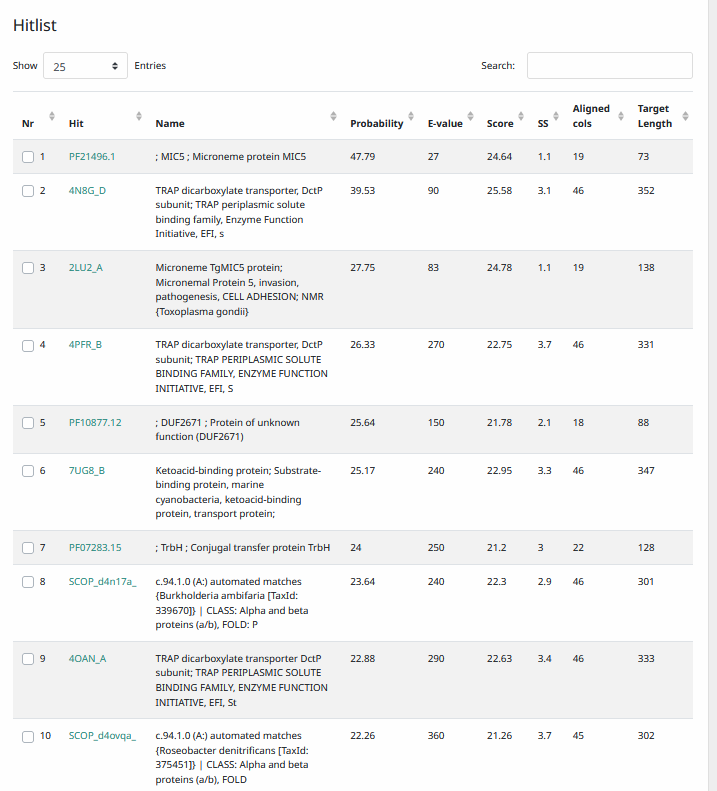 Hitlist
Show 25 Entries Search:
Nr Hit Name Probability E-value Score SS Aligned cols Target Length
1 PF21496.1 ; MIC5 ; Microneme protein MIC5 47.79 27 24.64 1.1 19 73
2 4N8G_D TRAP dicarboxylate transporter, DctP 39.53 90 25.58 3.1 46 352
subunit; TRAP periplasmic solute
binding family, Enzyme Function
Initiative, EFI, s
3 2LU2_A Microneme TgMIC5 protein; 27.75 83 24.78 1.1 19 138
Micronemal Protein 5, invasion,
pathogenesis, CELL ADHESION; NMR
{Toxoplasma gondii}
4 4PFR_B TRAP dicarboxylate transporter, DctP 26.33 270 22.75 3.7 46 331
subunit; TRAP PERIPLASMIC SOLUTE
BINDING FAMILY, ENZYME FUNCTION
INITIATIVE, EFI, S
5 PF10877.12 ; DUF2671 ; Protein of unknown 25.64 150 21.78 2.1 18 88
function (DUF2671)
6 7UG8_B Ketoacid-binding protein; Substrate- 25.17 240 22.95 3.3 46 347
binding protein, marine
cyanobacteria, ketoacid-binding
protein, transport protein;
7 PF07283.15 ; TrbH ; Conjugal transfer protein TrbH 24 250 21.2 3 22 128
8 SCOP_d4n17a_ c.94.1.0 (A:) automated matches 23.64 240 22.3 2.9 46 301
{Burkholderia ambifaria [TaxId:
339670]} | CLASS: Alpha and beta
proteins (a/b), FOLD: P
9 4OAN_A TRAP dicarboxylate transporter DctP 22.88 290 22.63 3.4 46 333
subunit; TRAP PERIPLASMIC SOLUTE
BINDING FAMILY, ENZYME FUNCTION
INITIATIVE, EFI, St
10 SCOP_d4ovqa_ c.94.1.0 (A:) automated matches 22.26 360 21.26 3.7 45 302
{Roseobacter denitrificans [TaxId:
375451]} | CLASS: Alpha and beta
proteins (a/b), FOLD